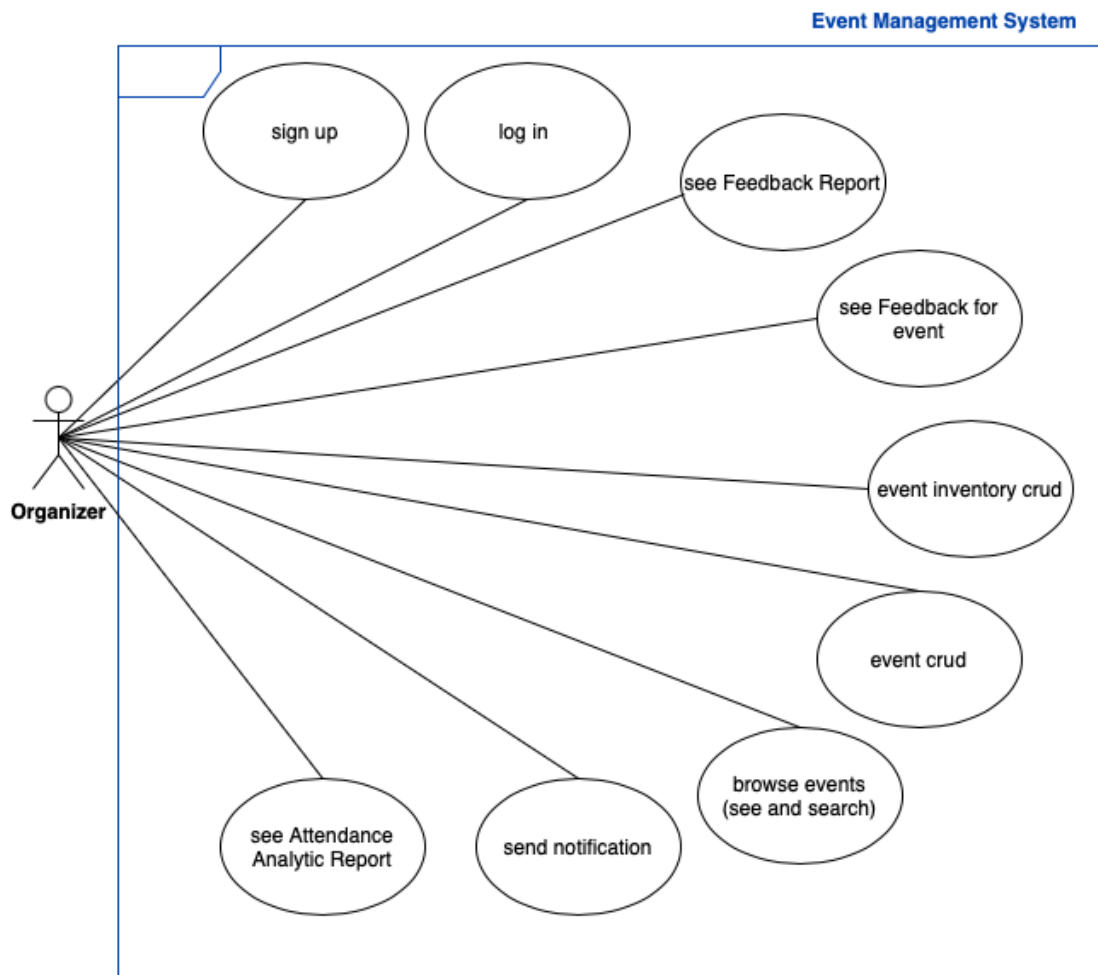 Event Management System
sign up
log in
see Feedback Report
see Feedback for
event
Organizer
event inventory crud
event crud
browse events
(see and search)
see Attendance
Analytic Report
send notification